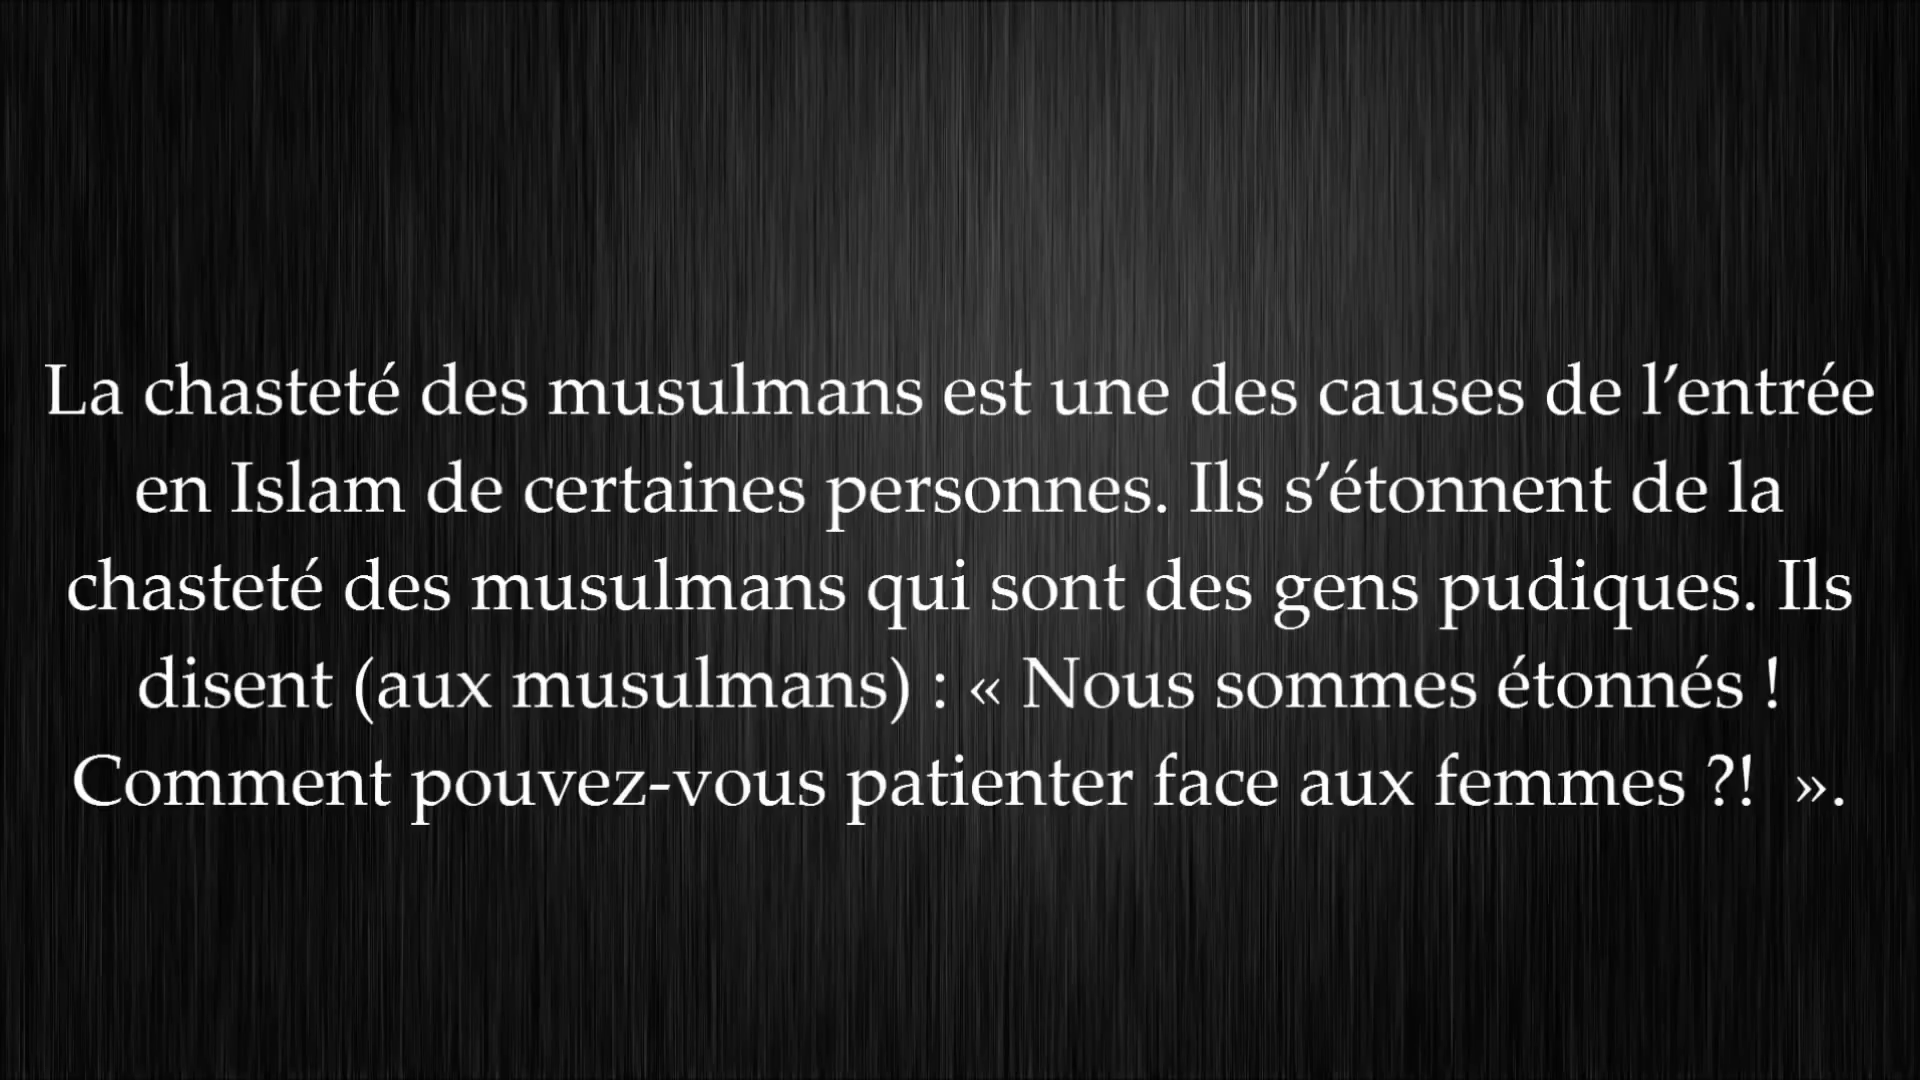 La chasteté des musulmans est une des causes de l’entrée
en Islam de certaines personnes. Ils s’étonnent de la
chasteté des musulmans qui sont des gens pudiques. Ils
disent (aux musulmans) : « Nous sommes étonnés !
Comment pouvez-vous patienter face aux femmes ?!  ».